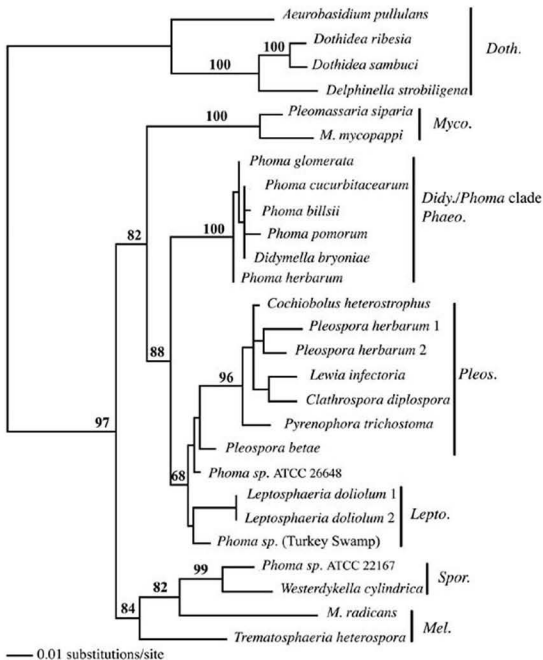 Aeurobasidium pullulans
Dothidea ribesia
100
Doth.
Dothidea sambuci
100
Delphinella strobiligena
Pleomassaria siparia
100
Myco.
M. mycopappi
Phoma glomerata
Phoma cucurbitacearum
Didy./Phoma clade
Phoma billsii
Phaeo.
82
100
Phoma pomorum
Didymella bryoniae
Phoma herbarum
Cochiobolus heterostrophus
Pleospora herbarum 1
88
Pleospora herbarum 2
96
Lewia infectoria
Pleos.
Clathrospora diplospora
97
Pyrenophora trichostoma
Pleospora betae
68
Phoma sp. ATCC 26648
Leptosphaeria doliolum 1
Lepto.
Leptosphaeria doliolum 2
Phoma sp. (Turkey Swamp)
99
Phoma sp. ATCC 22167
Spor.
82
Westerdykella cylindrica
84
M. radicans
Mel.
Trematosphaeria heterospora
0.01 substitutions/site